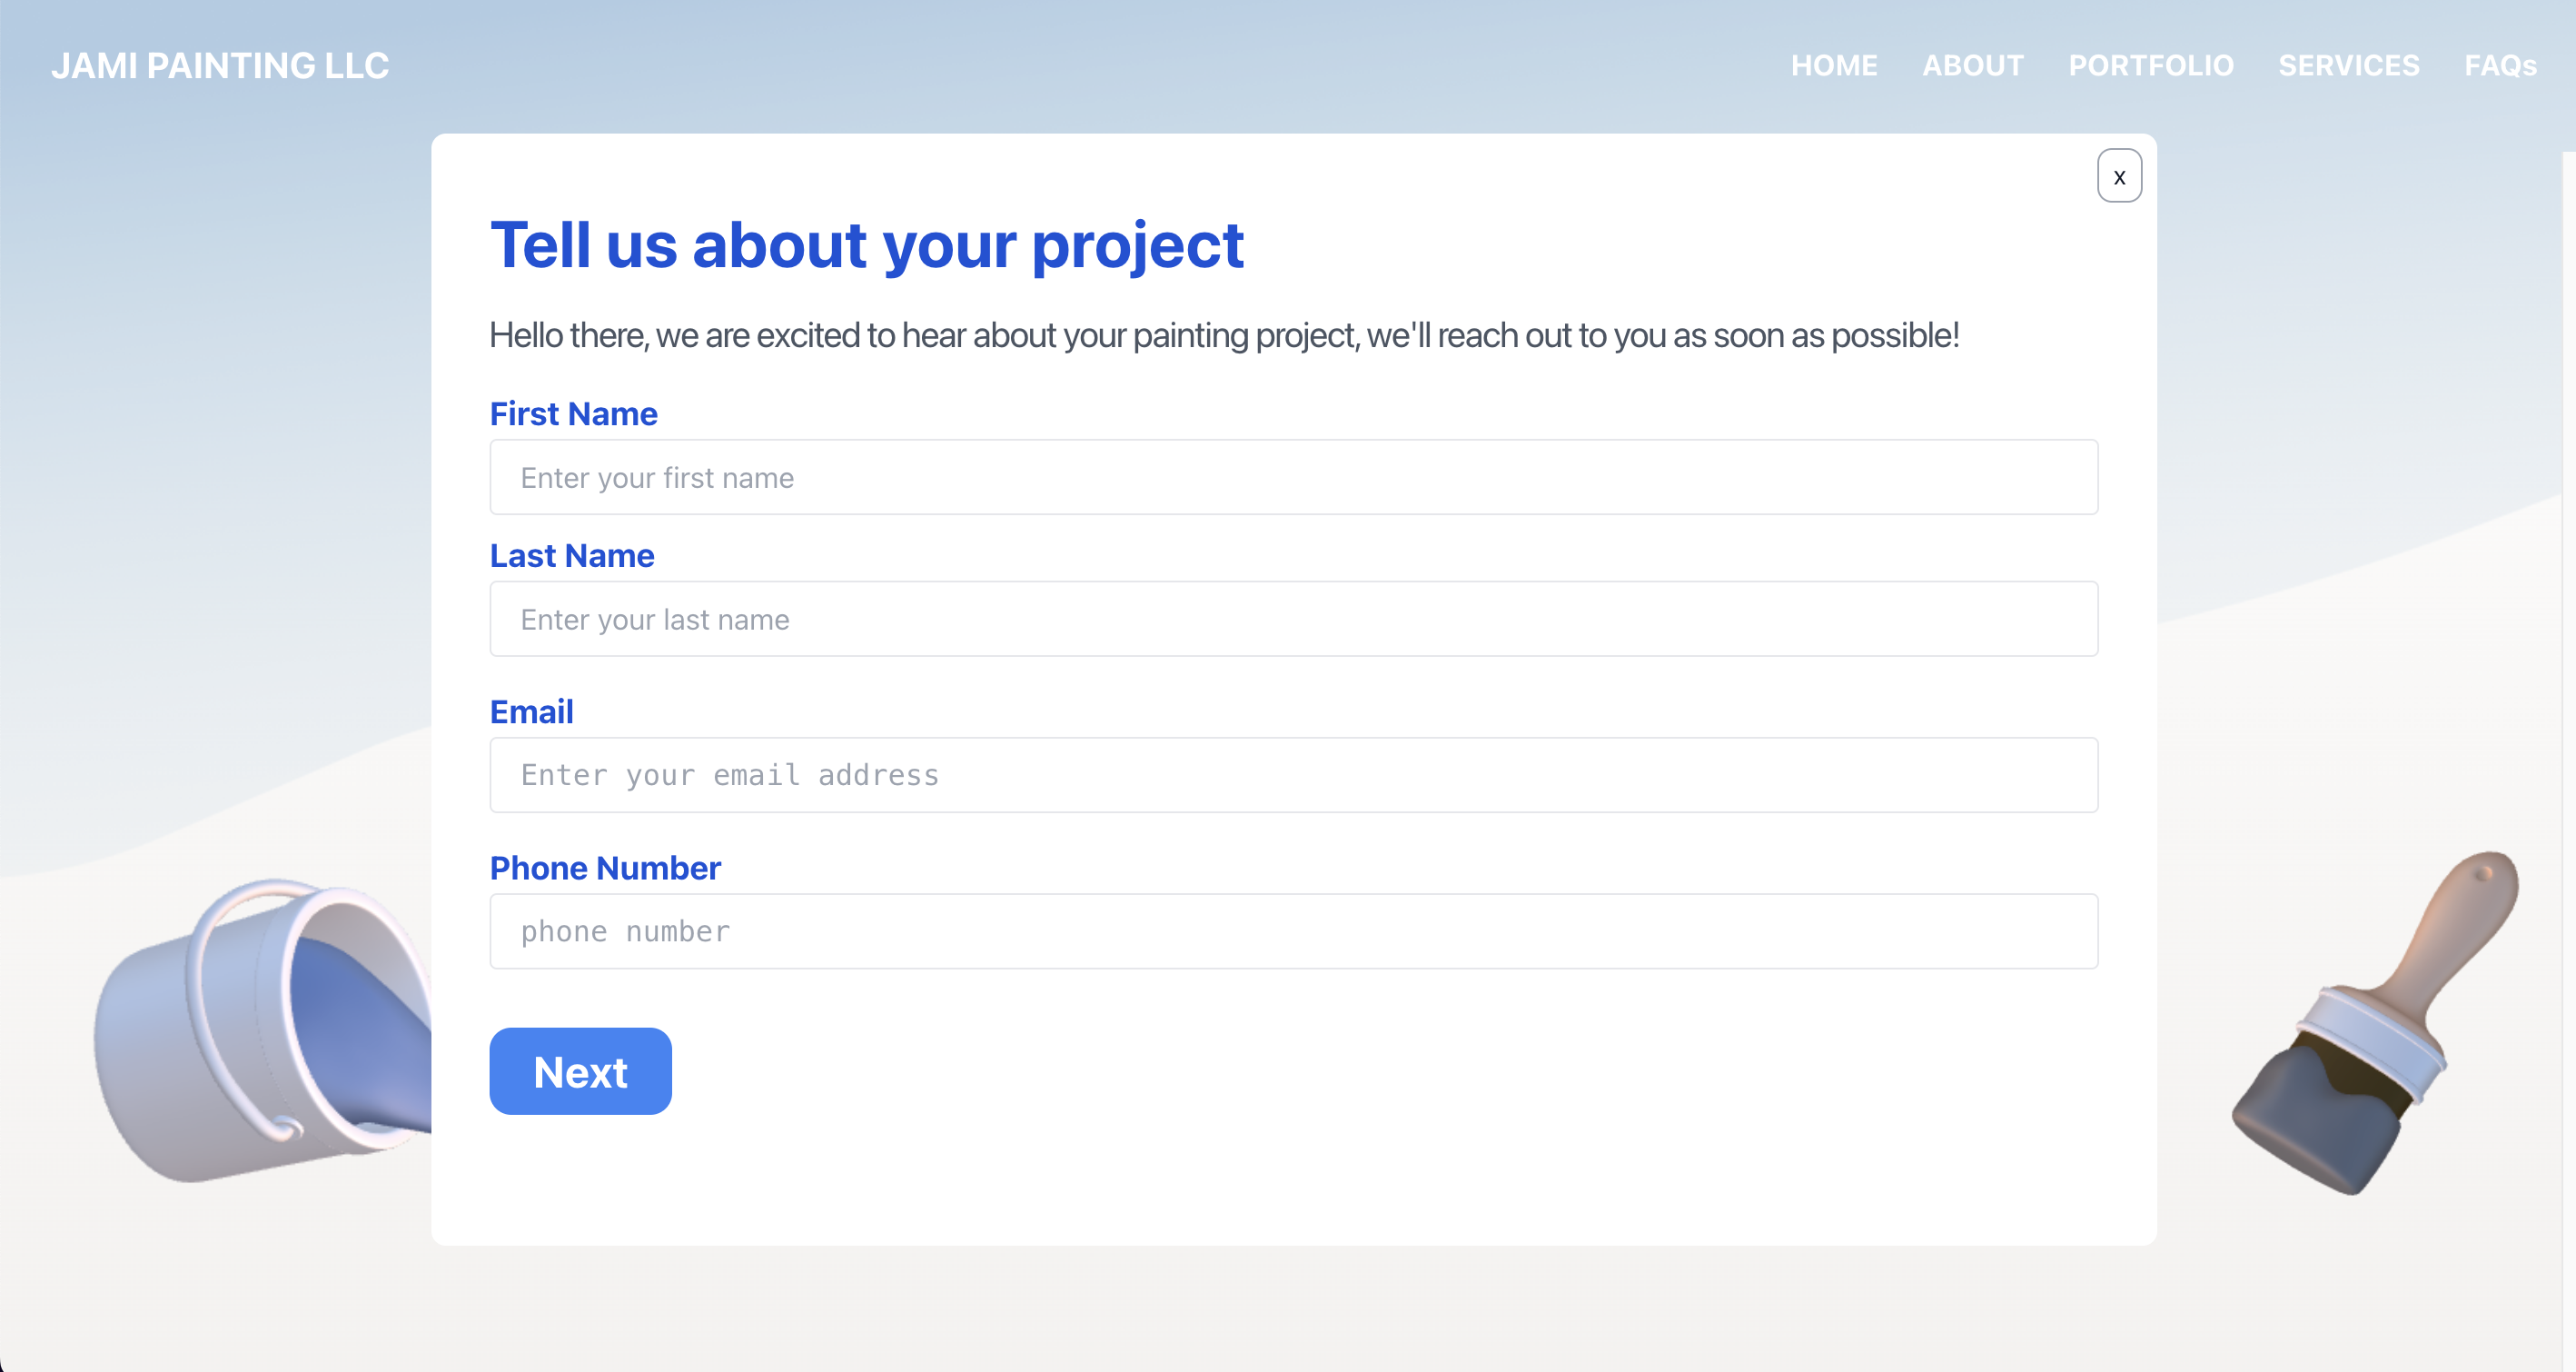 JAMI PAINTING LLC
HOME ABOUT PORTFOLIO SERVICES FAQs
x
Tell us about your project
Hello there, we are excited to hear about your painting project, we'll reach out to you as soon as possible!
First Name
Enter your first name
Last Name
Enter your last name
Email
Enter your email address
Phone Number
phone number
Next